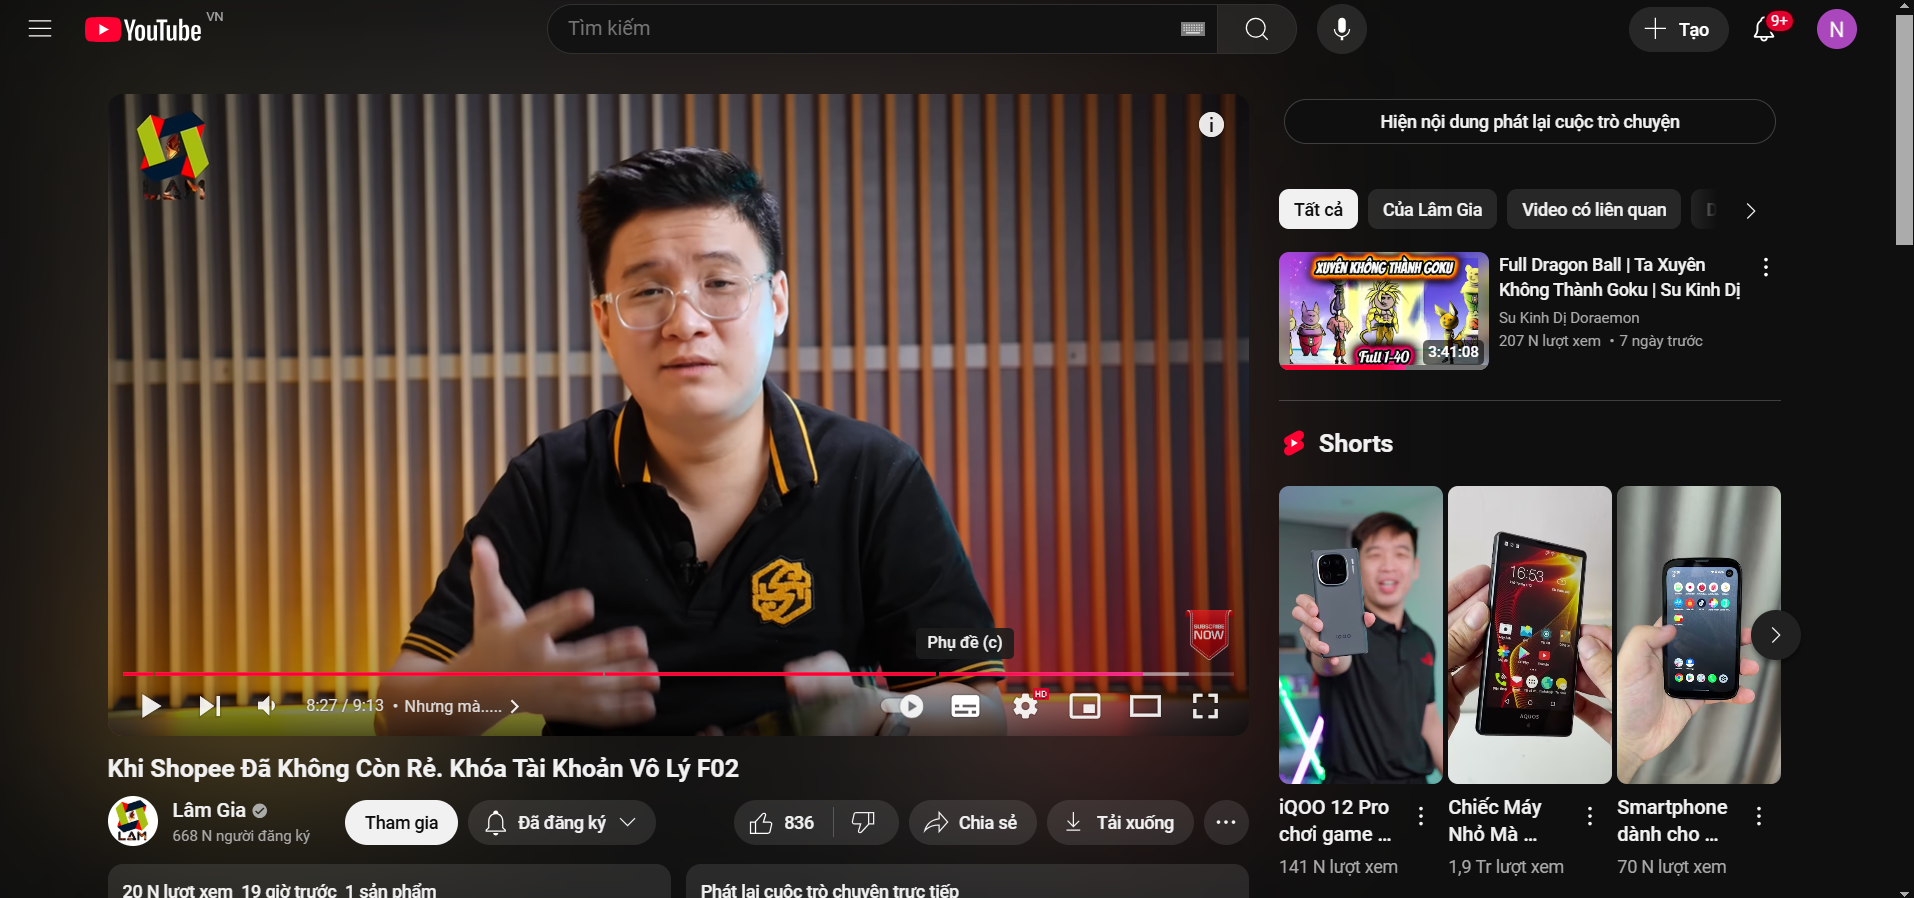 YouTube VN
Tìm kiếm
Tạo
9+
N
LAM
i
SUBSCRIBE
NOW
Phụ đề (c)
8:27 / 9:13 • Nhưng mà.....
HD
Khi Shopee Đã Không Còn Rẻ. Khóa Tài Khoản Vô Lý F02
LAM
Lâm Gia
668 N người đăng ký
Tham gia
Đã đăng ký
836
Chia sẻ
Tải xuống
20 N lượt xem 19 giờ trước 1 sản phẩm
Phát lại cuộc trò chuyện trực tiếp
Hiện nội dung phát lại cuộc trò chuyện
Tất cả
Của Lâm Gia
Video có liên quan
XUYÊN KHÔNG THÀNH GOKU
Full 1-40
3:41:08
Full Dragon Ball | Ta Xuyên
Không Thành Goku | Su Kinh Dị
Su Kinh Dị Doraemon
207 N lượt xem • 7 ngày trước
Shorts
iQOO
16:53
AQUOS
iQOO 12 Pro
chơi game ...
141 N lượt xem
Chiếc Máy
Nhỏ Mà ...
1,9 Tr lượt xem
Smartphone
dành cho ...
70 N lượt xem